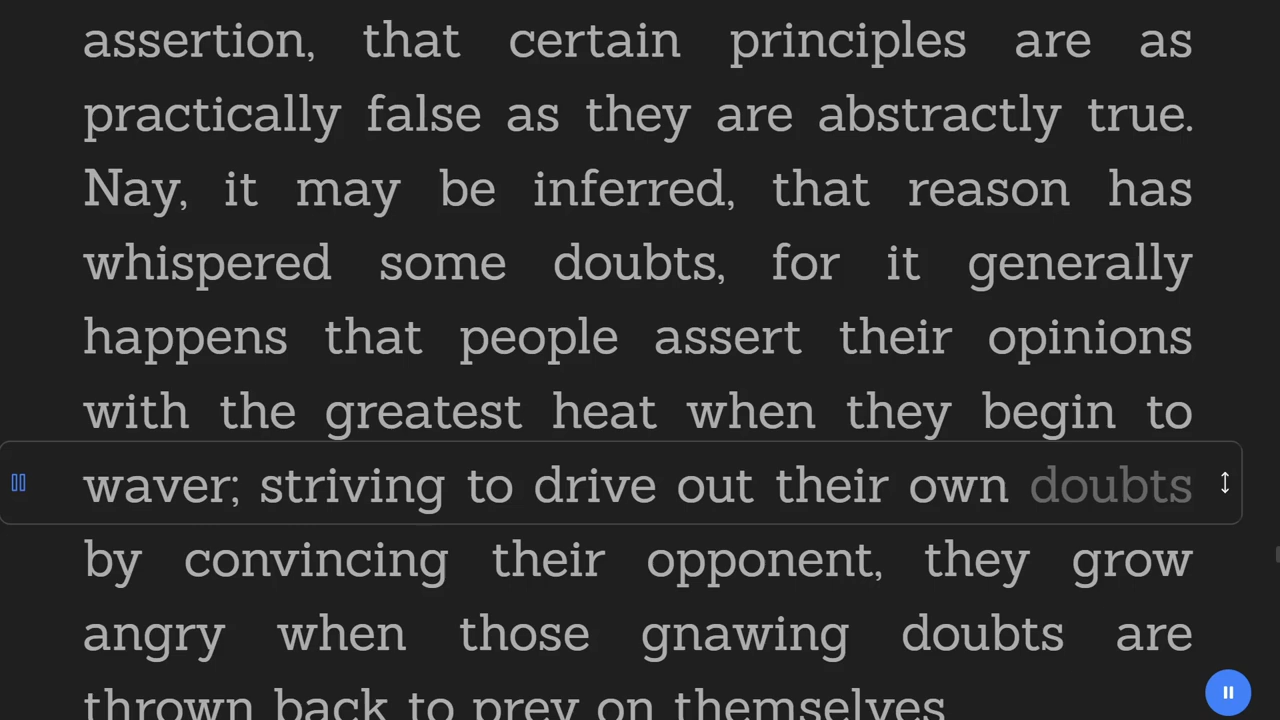 assertion, that certain principles are as
practically false as they are abstractly true.
Nay, it may be inferred, that reason has
whispered some doubts, for it generally
happens that people assert their opinions
with the greatest heat when they begin to
waver; striving to drive out their own doubts
by convincing their opponent, they grow
angry when those gnawing doubts are
thrown back to prey on themselves